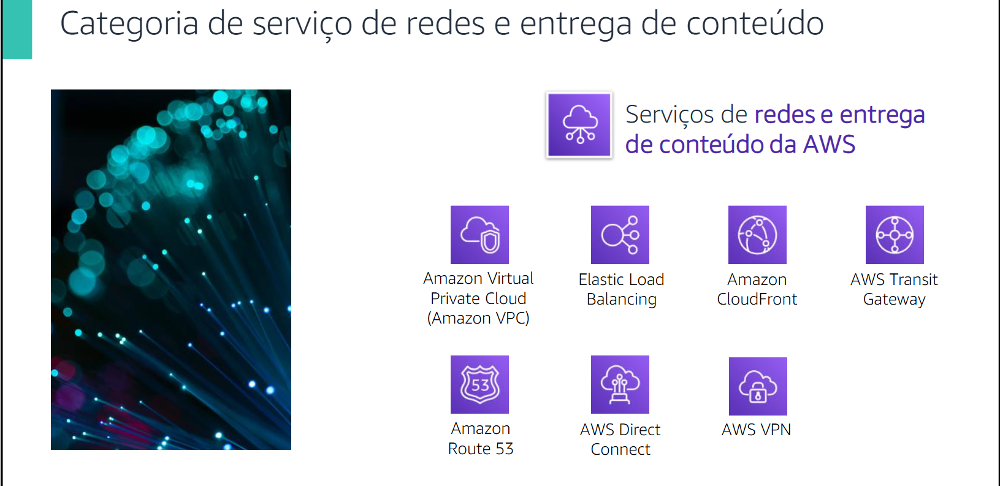 Categoria de serviço de redes e entrega de conteúdo
Serviços de redes e entrega
de conteúdo da AWS
Amazon Virtual
Private Cloud
(Amazon VPC)
Elastic Load
Balancing
Amazon
CloudFront
AWS Transit
Gateway
53
Amazon
Route 53
AWS Direct
Connect
AWS VPN